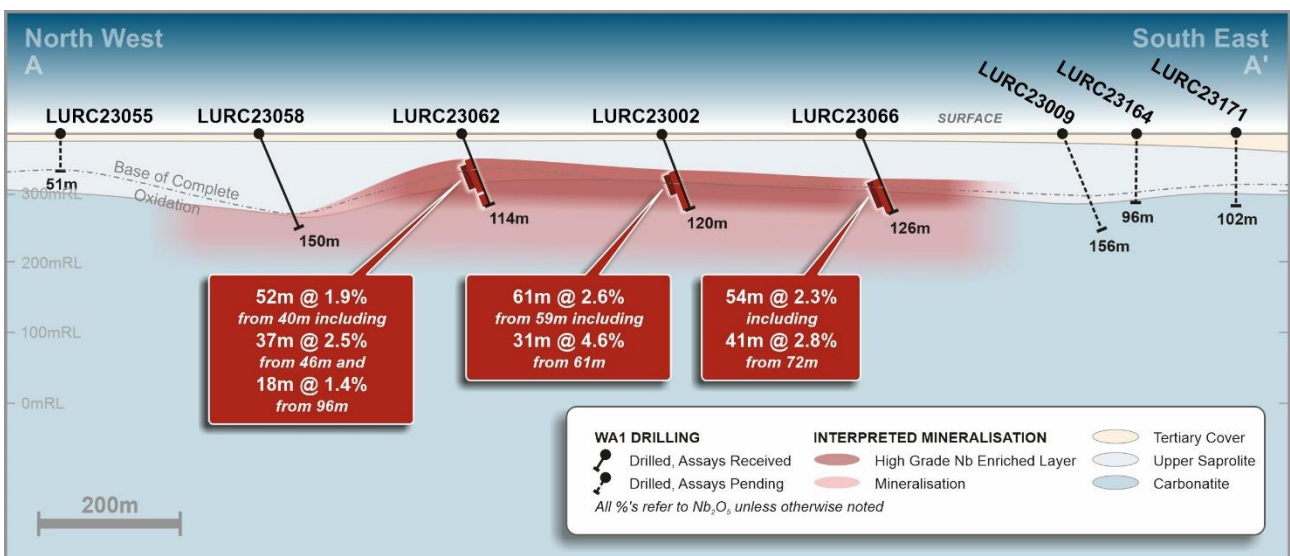 North West
A
South East
A'
LURC23055
LURC23058
LURC23062
LURC23002
LURC23066
SURFACE
LURC23009
LURC23164
LURC23171
Base of Complete
Oxidation
51m
150m
114m
120m
126m
156m
96m
102m
300mRL
200mRL
100mRL
0mRL
52m @ 1.9%
from 40m including
37m @ 2.5%
from 46m and
18m @ 1.4%
from 96m
61m @ 2.6%
from 59m including
31m @ 4.6%
from 61m
54m @ 2.3%
including
41m @ 2.8%
from 72m
200m
WA1 DRILLING
Drilled, Assays Received
Drilled, Assays Pending
INTERPRETED MINERALISATION
High Grade Nb Enriched Layer
Mineralisation
Tertiary Cover
Upper Saprolite
Carbonatite
All %'s refer to Nb₂O₅ unless otherwise noted